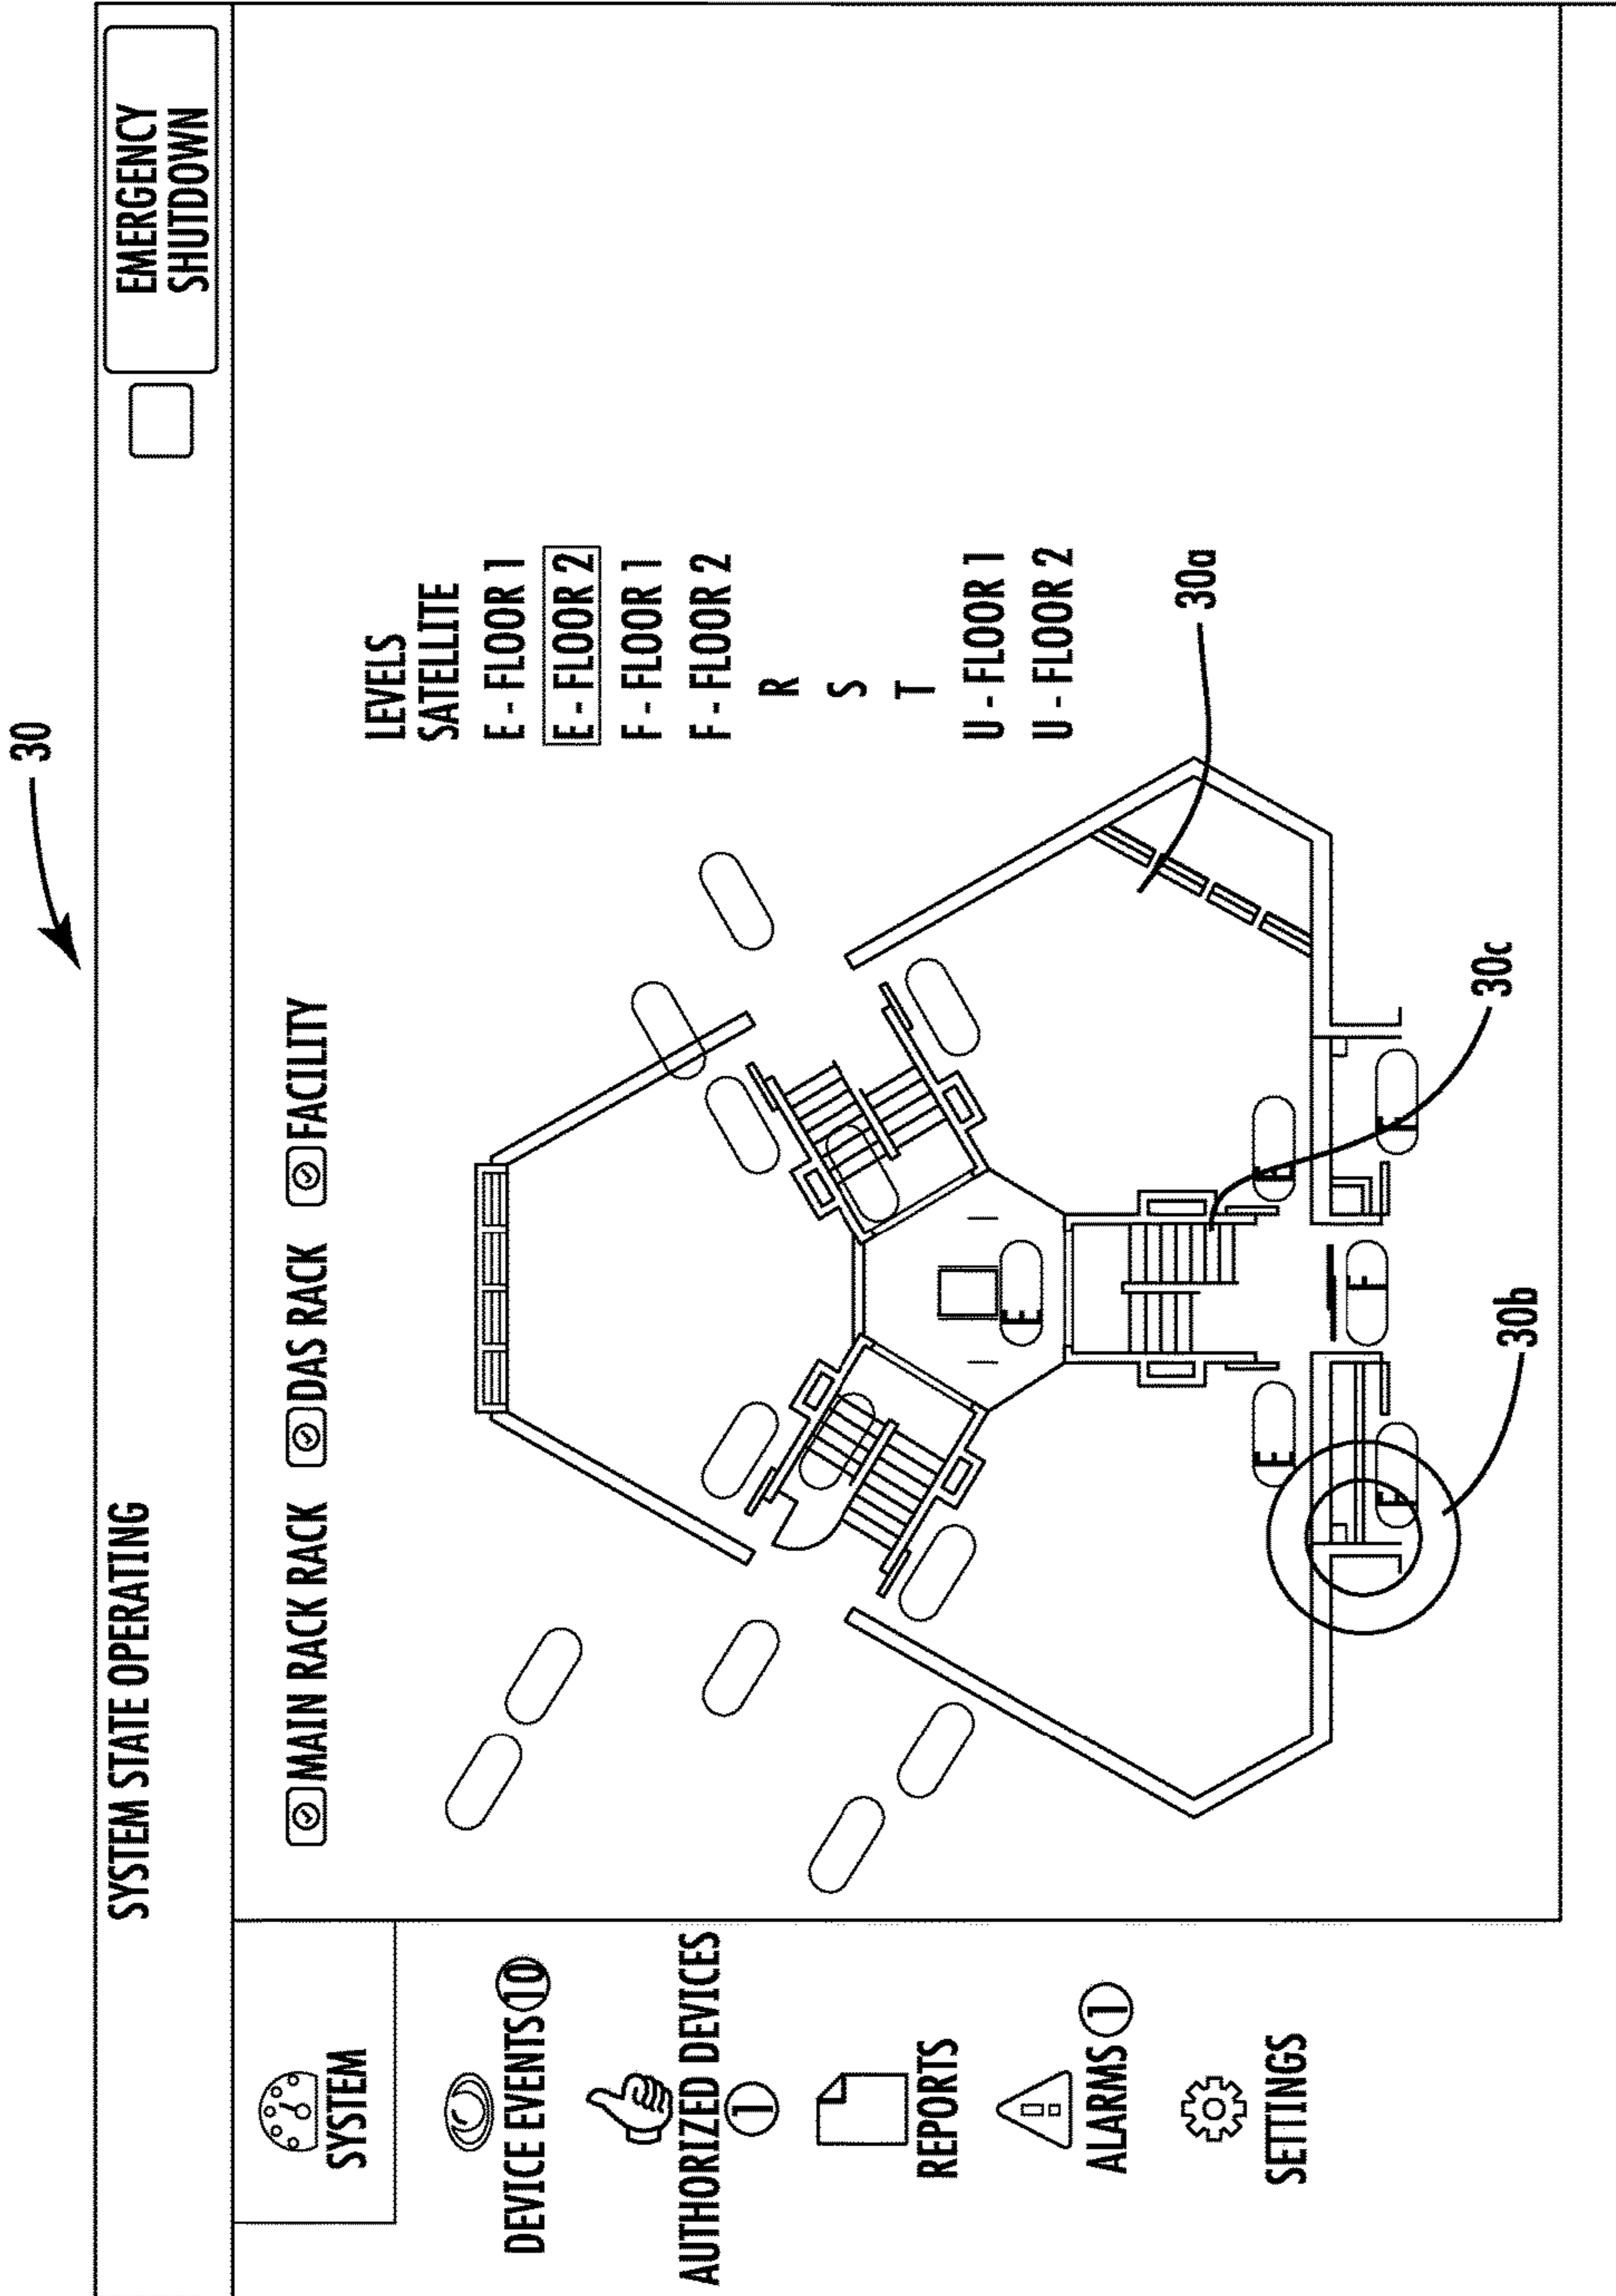 30
SYSTEM STATE OPERATING
EMERGENCY
SHUTDOWN
SYSTEM
DEVICE EVENTS 10
AUTHORIZED DEVICES
1
REPORTS
ALARMS 1
SETTINGS
MAIN RACK RACK
DAS RACK
FACILITY
LEVELS
SATELLITE
E - FLOOR 1
E - FLOOR 2
F - FLOOR 1
F - FLOOR 2
R
S
T
U - FLOOR 1
U - FLOOR 2
30a
E
E
E
F
30c
30b